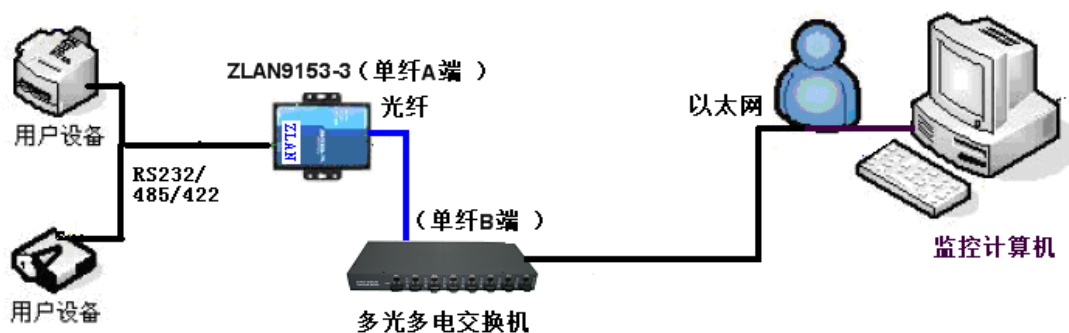 ZLAN9153-3（单纤A端 ）
光纤
以太网
ZLAN
用户设备
RS232/
485/422
（单纤B端 ）
监控计算机
用户设备
多光多电交换机